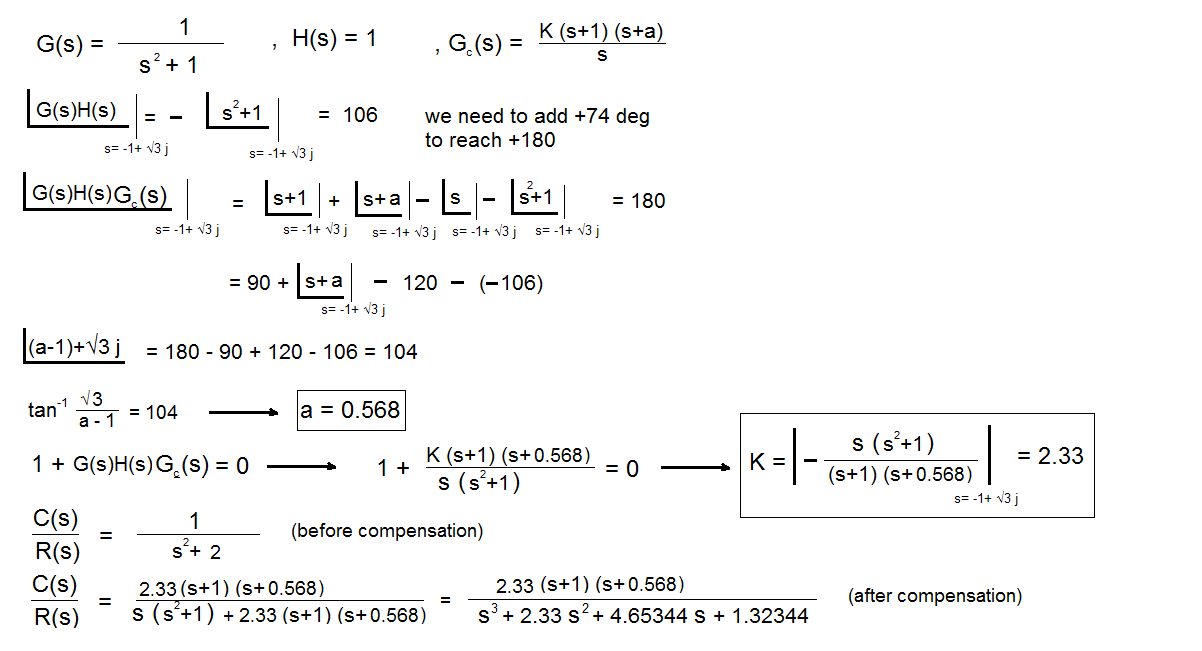 G(s) = 1 / (s² + 1) , H(s) = 1 , G꜀(s) = K (s+1) (s+a) / s
∠G(s)H(s) | s= -1+ √3 j = − ∠s²+1 | s= -1+ √3 j = 106 we need to add +74 deg
to reach +180
∠G(s)H(s)G꜀(s) | s= -1+ √3 j = ∠s+1 | s= -1+ √3 j + ∠s+a | s= -1+ √3 j − ∠s | s= -1+ √3 j − ∠s²+1 | s= -1+ √3 j = 180
= 90 + ∠s+a | s= -1+ √3 j − 120 − (−106)
∠(a-1)+√3 j = 180 - 90 + 120 - 106 = 104
tan⁻¹ √3 / (a - 1) = 104 → a = 0.568
1 + G(s)H(s)G꜀(s) = 0 → 1 + K (s+1) (s+0.568) / s (s²+1) = 0 → K = | − s (s²+1) / (s+1) (s+0.568) | s= -1+ √3 j = 2.33
C(s) / R(s) = 1 / (s²+ 2) (before compensation)
C(s) / R(s) = 2.33 (s+1) (s+0.568) / s (s²+1) + 2.33 (s+1) (s+0.568) = 2.33 (s+1) (s+0.568) / s³ + 2.33 s² + 4.65344 s + 1.32344 (after compensation)